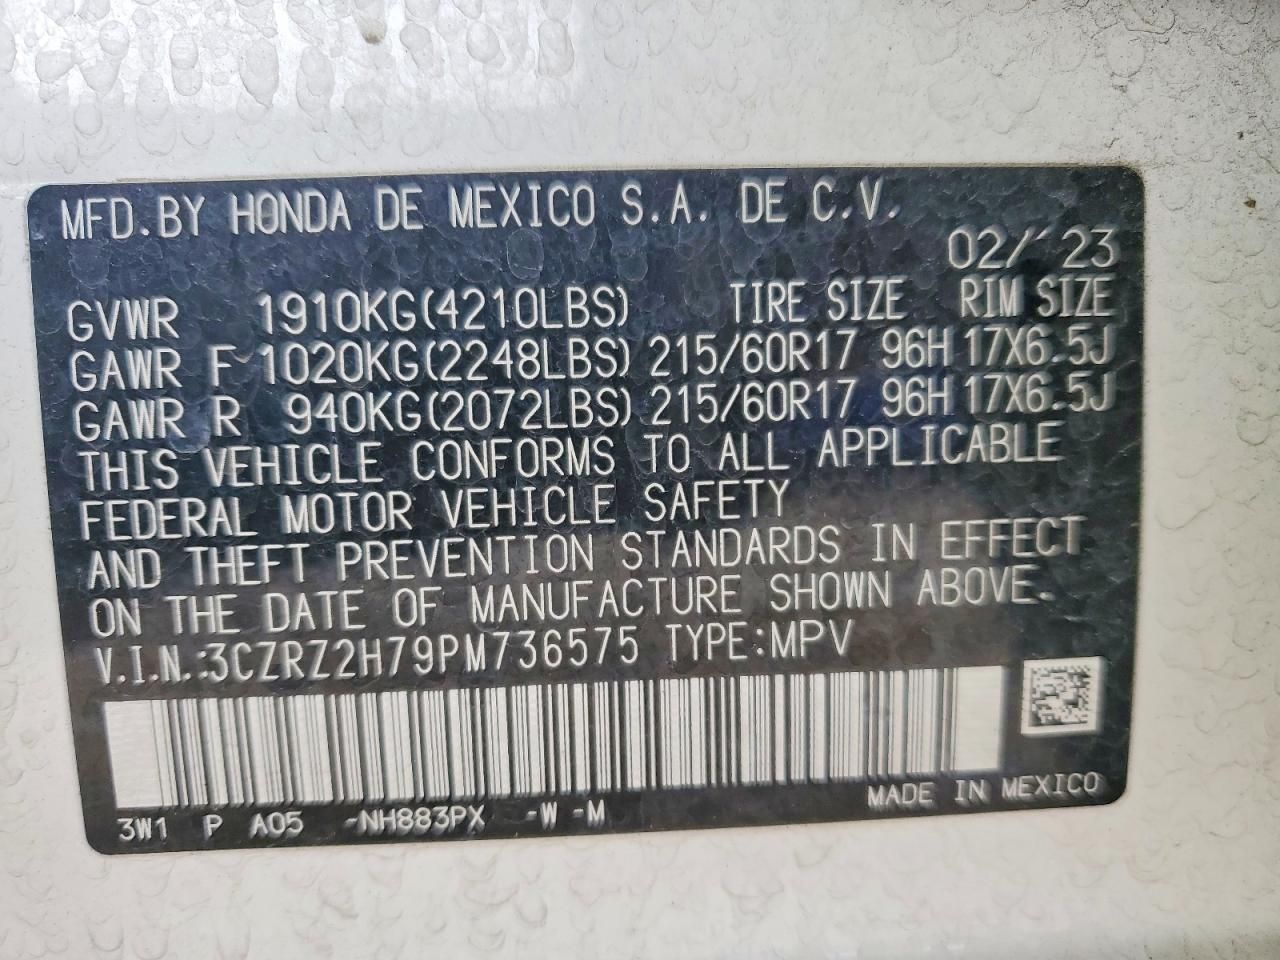 MFD.BY HONDA DE MEXICO S.A. DE C.V.
02/'23
GVWR 1910KG(4210LBS) TIRE SIZE RIM SIZE
GAWR F 1020KG(2248LBS) 215/60R17 96H 17X6.5J
GAWR R 940KG(2072LBS) 215/60R17 96H 17X6.5J
THIS VEHICLE CONFORMS TO ALL APPLICABLE
FEDERAL MOTOR VEHICLE SAFETY
AND THEFT PREVENTION STANDARDS IN EFFECT
ON THE DATE OF MANUFACTURE SHOWN ABOVE.
V.I.N.:3CZRZ2H79PM736575 TYPE:MPV
MADE IN MEXICO
3W1 P A05 -NH883PX -W -M